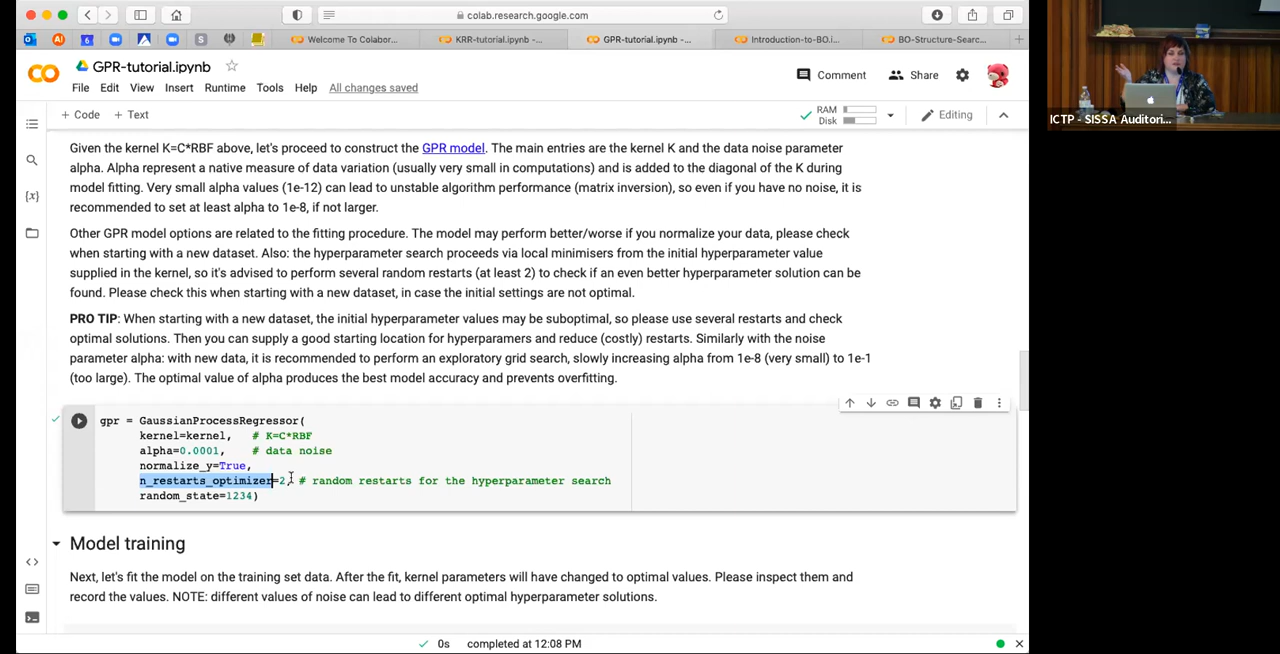 colab.research.google.com
Welcome To Colabor...
KRR-tutorial.ipynb -...
GPR-tutorial.ipynb -...
Introduction-to-BO.i...
BO-Structure-Searc...
GPR-tutorial.ipynb
File Edit View Insert Runtime Tools Help All changes saved
Comment Share
+ Code + Text
RAM
Disk
Editing
Given the kernel K=C*RBF above, let's proceed to construct the GPR model. The main entries are the kernel K and the data noise parameter
alpha. Alpha represent a native measure of data variation (usually very small in computations) and is added to the diagonal of the K during
model fitting. Very small alpha values (1e-12) can lead to unstable algorithm performance (matrix inversion), so even if you have no noise, it is
recommended to set at least alpha to 1e-8, if not larger.
Other GPR model options are related to the fitting procedure. The model may perform better/worse if you normalize your data, please check
when starting with a new dataset. Also: the hyperparameter search proceeds via local minimisers from the initial hyperparameter value
supplied in the kernel, so it's advised to perform several random restarts (at least 2) to check if an even better hyperparameter solution can be
found. Please check this when starting with a new dataset, in case the initial settings are not optimal.
PRO TIP: When starting with a new dataset, the initial hyperparameter values may be suboptimal, so please use several restarts and check
optimal solutions. Then you can supply a good starting location for hyperparamers and reduce (costly) restarts. Similarly with the noise
parameter alpha: with new data, it is recommended to perform an exploratory grid search, slowly increasing alpha from 1e-8 (very small) to 1e-1
(too large). The optimal value of alpha produces the best model accuracy and prevents overfitting.
gpr = GaussianProcessRegressor(
kernel=kernel, # K=C*RBF
alpha=0.0001, # data noise
normalize_y=True,
n_restarts_optimizer=2, # random restarts for the hyperparameter search
random_state=1234)
Model training
Next, let's fit the model on the training set data. After the fit, kernel parameters will have changed to optimal values. Please inspect them and
record the values. NOTE: different values of noise can lead to different optimal hyperparameter solutions.
0s completed at 12:08 PM
ICTP - SISSA Auditori...